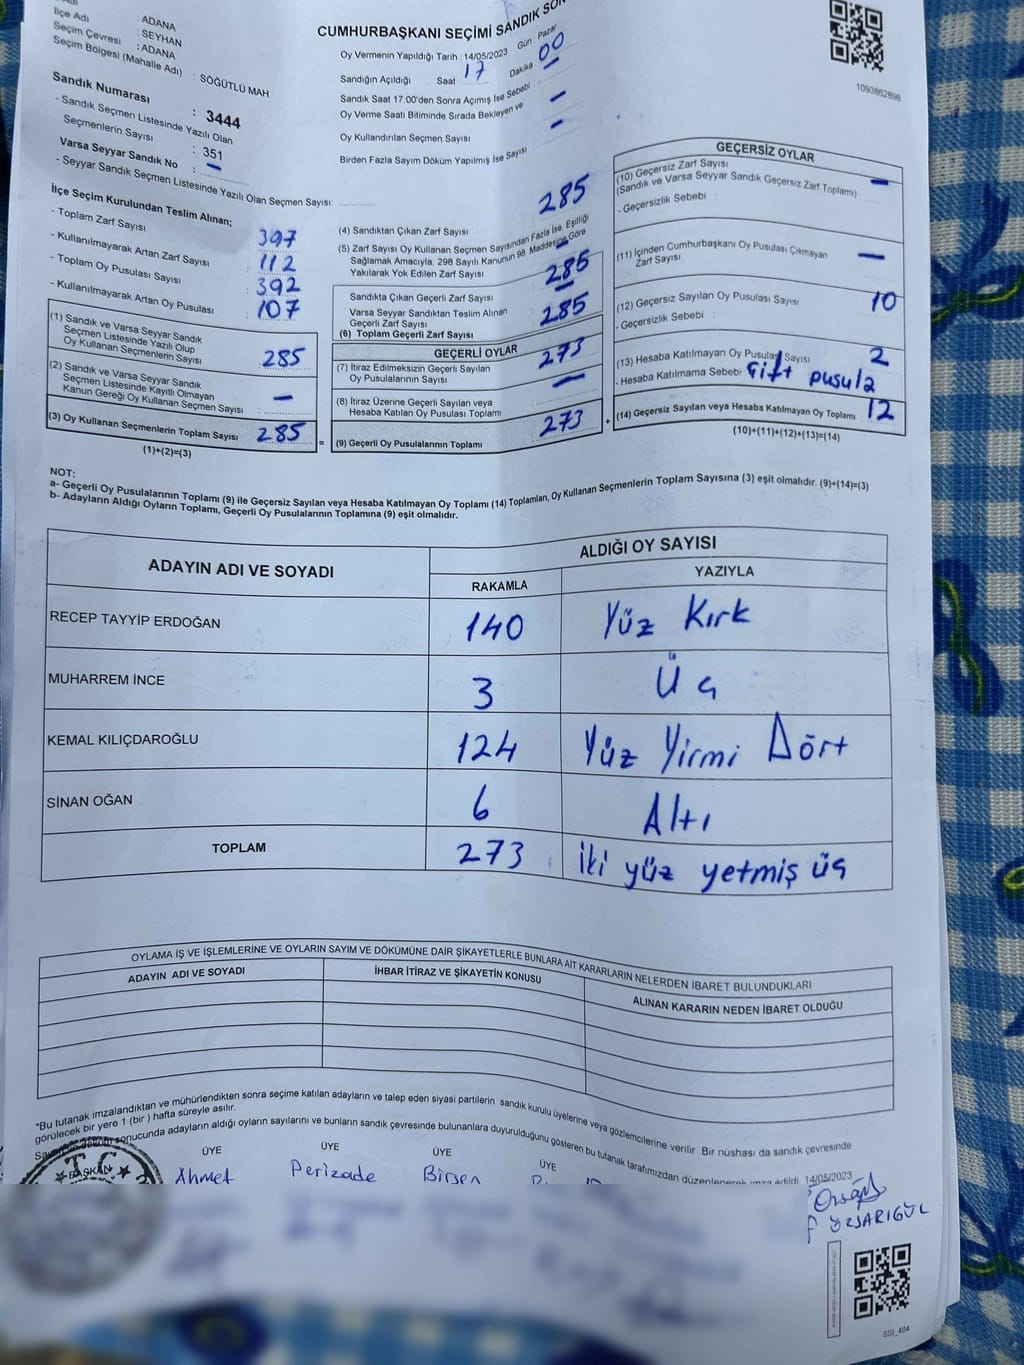 İlçe Adı : ADANA
Seçim Çevresi : SEYHAN
Seçim Bölgesi (Mahalle Adı) : ADANA
: SÖĞÜTLÜ MAH
Sandık Numarası : 3444
- Sandık Seçmen Listesinde Yazılı Olan
Seçmenlerin Sayısı : 351
Varsa Seyyar Sandık No : -
- Seyyar Sandık Seçmen Listesinde Yazılı Olan Seçmen Sayısı:
CUMHURBAŞKANI SEÇİMİ SANDIK
Oy Vermenin Yapıldığı Tarih : 14/05/2023 Gün : Pazar
Sandığın Açıldığı Saat 17 Dakika 00
Sandık Saat 17:00'den Sonra Açımış İse Sebebi -
Oy Verme Saati Bitiminde Sırada Bekleyen ve
Oy Kullandırılan Seçmen Sayısı -
Birden Fazla Sayım Döküm Yapılmış İse Sayısı
1093862898
İlçe Seçim Kurulundan Teslim Alınan;
- Toplam Zarf Sayısı 397
- Kullanılmayarak Artan Zarf Sayısı 112
- Toplam Oy Pusulası Sayısı 392
- Kullanılmayarak Artan Oy Pusulası 107
(1) Sandık ve Varsa Seyyar Sandık
Seçmen Listesinde Yazılı Olup
Oy Kullanan Seçmenlerin Sayısı 285
(2) Sandık ve Varsa Seyyar Sandık
Seçmen Listesinde Kayıtlı Olmayan
Kanun Gereği Oy Kullanan Seçmen Sayısı -
(3) Oy Kullanan Seçmenlerin Toplam Sayısı 285 =
(1)+(2)=(3)
(4) Sandıktan Çıkan Zarf Sayısı 285
(5) Zarf Sayısı Oy Kullanan Seçmen Sayısından Fazla İse, Eşitliği
Sağlamak Amacıyla; 298 Sayılı Kanunun 98. Maddesine Göre
Yakılarak Yok Edilen Zarf Sayısı -
Sandıkta Çıkan Geçerli Zarf Sayısı 285
Varsa Seyyar Sandıktan Teslim Alınan
Geçerli Zarf Sayısı -
(6) Toplam Geçerli Zarf Sayısı 285
GEÇERLİ OYLAR
(7) İtiraz Edilmeksizin Geçerli Sayılan
Oy Pusulalarının Sayısı 273
(8) İtiraz Üzerine Geçerli Sayılan veya
Hesaba Katılan Oy Pusulası Toplamı -
(9) Geçerli Oy Pusulalarının Toplamı 273 +
GEÇERSİZ OYLAR
(10) Geçersiz Zarf Sayısı
(Sandık ve Varsa Seyyar Sandık Geçersiz Zarf Toplamı) -
- Geçersizlik Sebebi :
(11) İçinden Cumhurbaşkanı Oy Pusulası Çıkmayan
Zarf Sayısı -
(12) Geçersiz Sayılan Oy Pusulası Sayısı 10
- Geçersizlik Sebebi :
(13) Hesaba Katılmayan Oy Pusulası Sayısı 2
- Hesaba Katılmama Sebebi Çift pusula
(14) Geçersiz Sayılan veya Hesaba Katılmayan Oy Toplamı 12
(10)+(11)+(12)+(13)=(14)
NOT:
a- Geçerli Oy Pusulalarının Toplamı (9) ile Geçersiz Sayılan veya Hesaba Katılmayan Oy Toplamı (14) Toplamları, Oy Kullanan Seçmenlerin Toplam Sayısına (3) eşit olmalıdır. (9)+(14)=(3)
b- Adayların Aldığı Oyların Toplamı, Geçerli Oy Pusulalarının Toplamına (9) eşit olmalıdır.
ADAYIN ADI VE SOYADI
ALDIĞI OY SAYISI
RAKAMLA YAZIYLA
RECEP TAYYİP ERDOĞAN 140 Yüz Kırk
MUHARREM İNCE 3 Üç
KEMAL KILIÇDAROĞLU 124 Yüz Yirmi Dört
SİNAN OĞAN 6 Altı
TOPLAM 273 İki yüz yetmiş üç
OYLAMA İŞ VE İŞLEMLERİNE VE OYLARIN SAYIM VE DÖKÜMÜNE DAİR ŞİKAYETLERLE BUNLARA AİT KARARLARIN NELERDEN İBARET BULUNDUKLARI
ADAYIN ADI VE SOYADI
İHBAR İTİRAZ VE ŞİKAYETİN KONUSU
ALINAN KARARIN NEDEN İBARET OLDUĞU
"Bu tutanak imzalandıktan ve mühürlendikten sonra seçime katılan adayların ve talep eden siyasi partilerin sandık kurulu üyelerine veya gözlemcilerine verilir. Bir nüshası da sandık çevresinde
görülecek bir yere 1 (bir ) hafta süreyle asılır.
sonucunda adayların aldığı oyların sayılarını ve bunların sandık çevresinde bulunanlara duyurulduğunu gösteren bu tutanak tarafımızdan düzenlenerek imza edildi. 14/05/2023
T.C.
BAŞKAN
ÜYE ÜYE ÜYE ÜYE
Ahmet Perizade Birsen
ÖZSARIGÜL
SSI_404